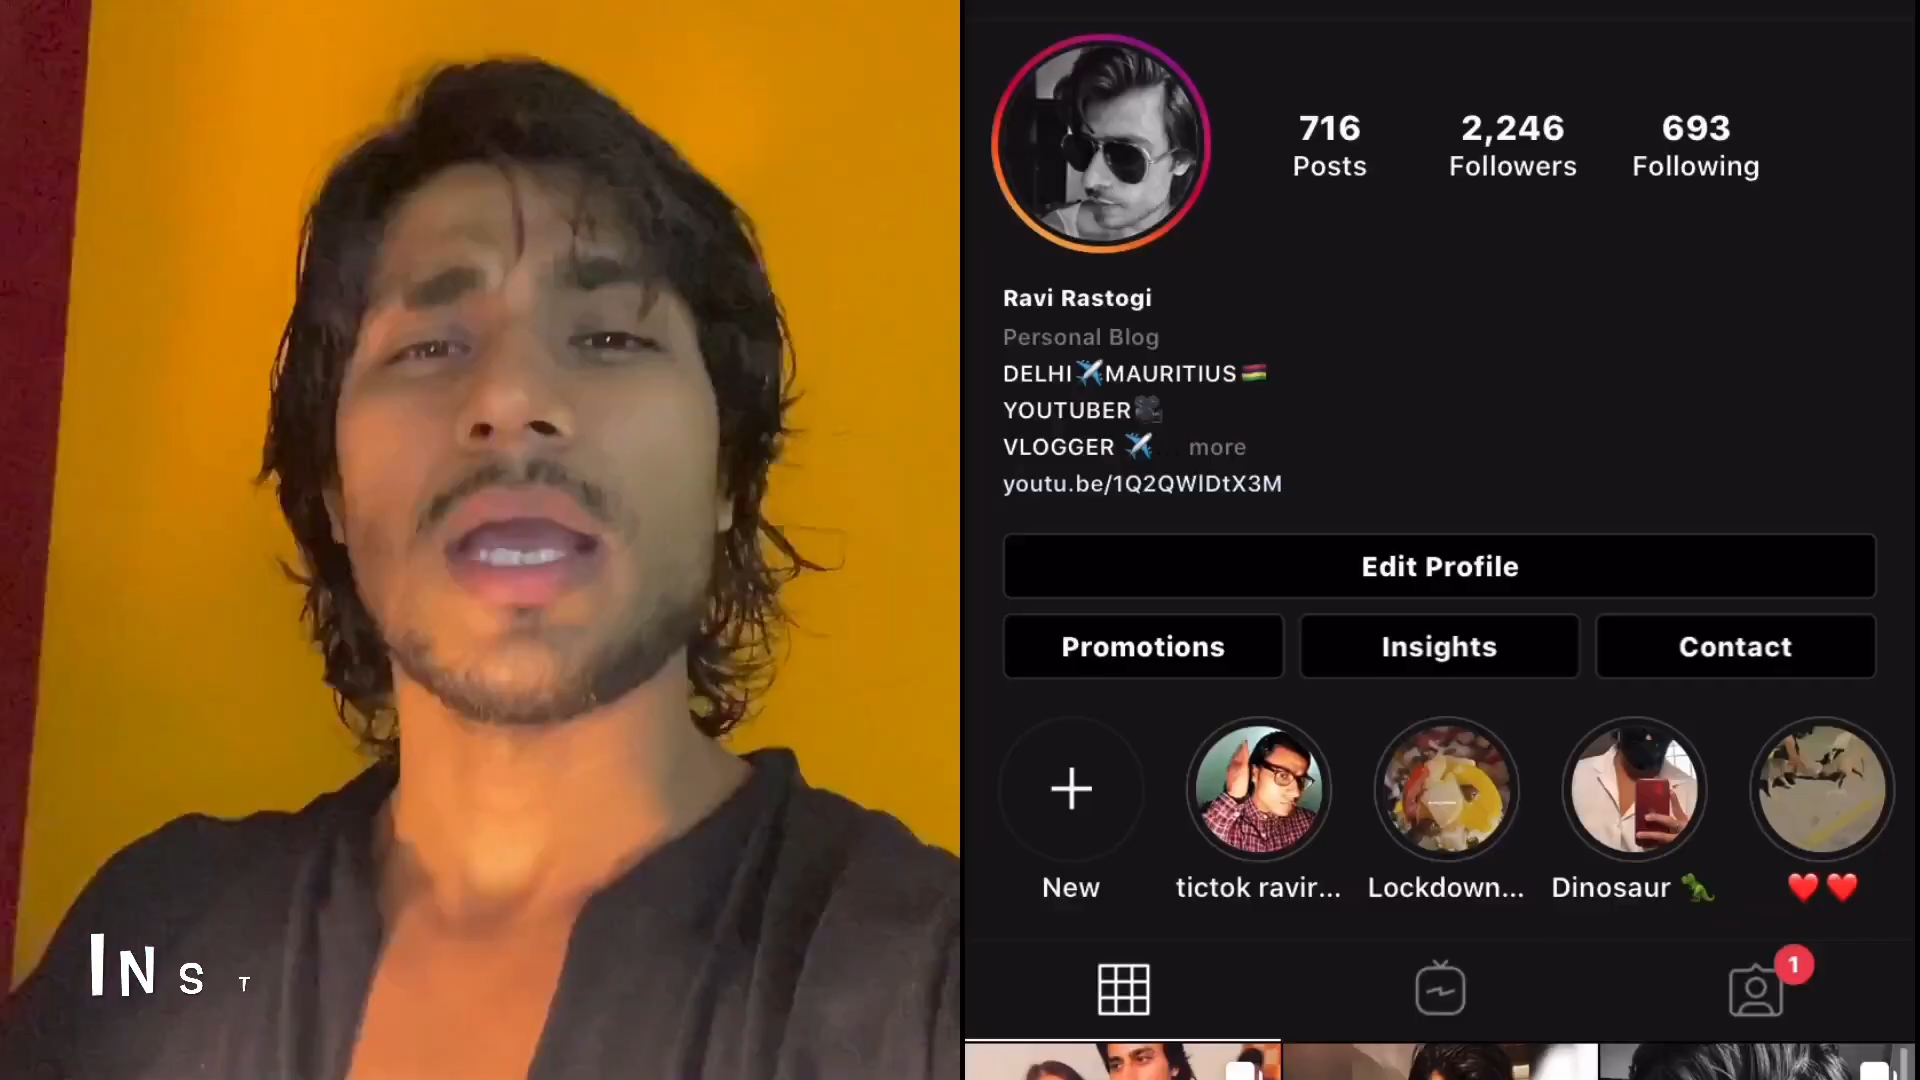 INST
716 2,246 693
Posts Followers Following
Ravi Rastogi
Personal Blog
DELHI✈️MAURITIUS🇲🇺
YOUTUBER🎥
VLOGGER ✈️ ... more
youtu.be/1Q2QWlDtX3M
Edit Profile
Promotions Insights Contact
New tictok ravir... Lockdown... Dinosaur 🦖 ❤️❤️
1